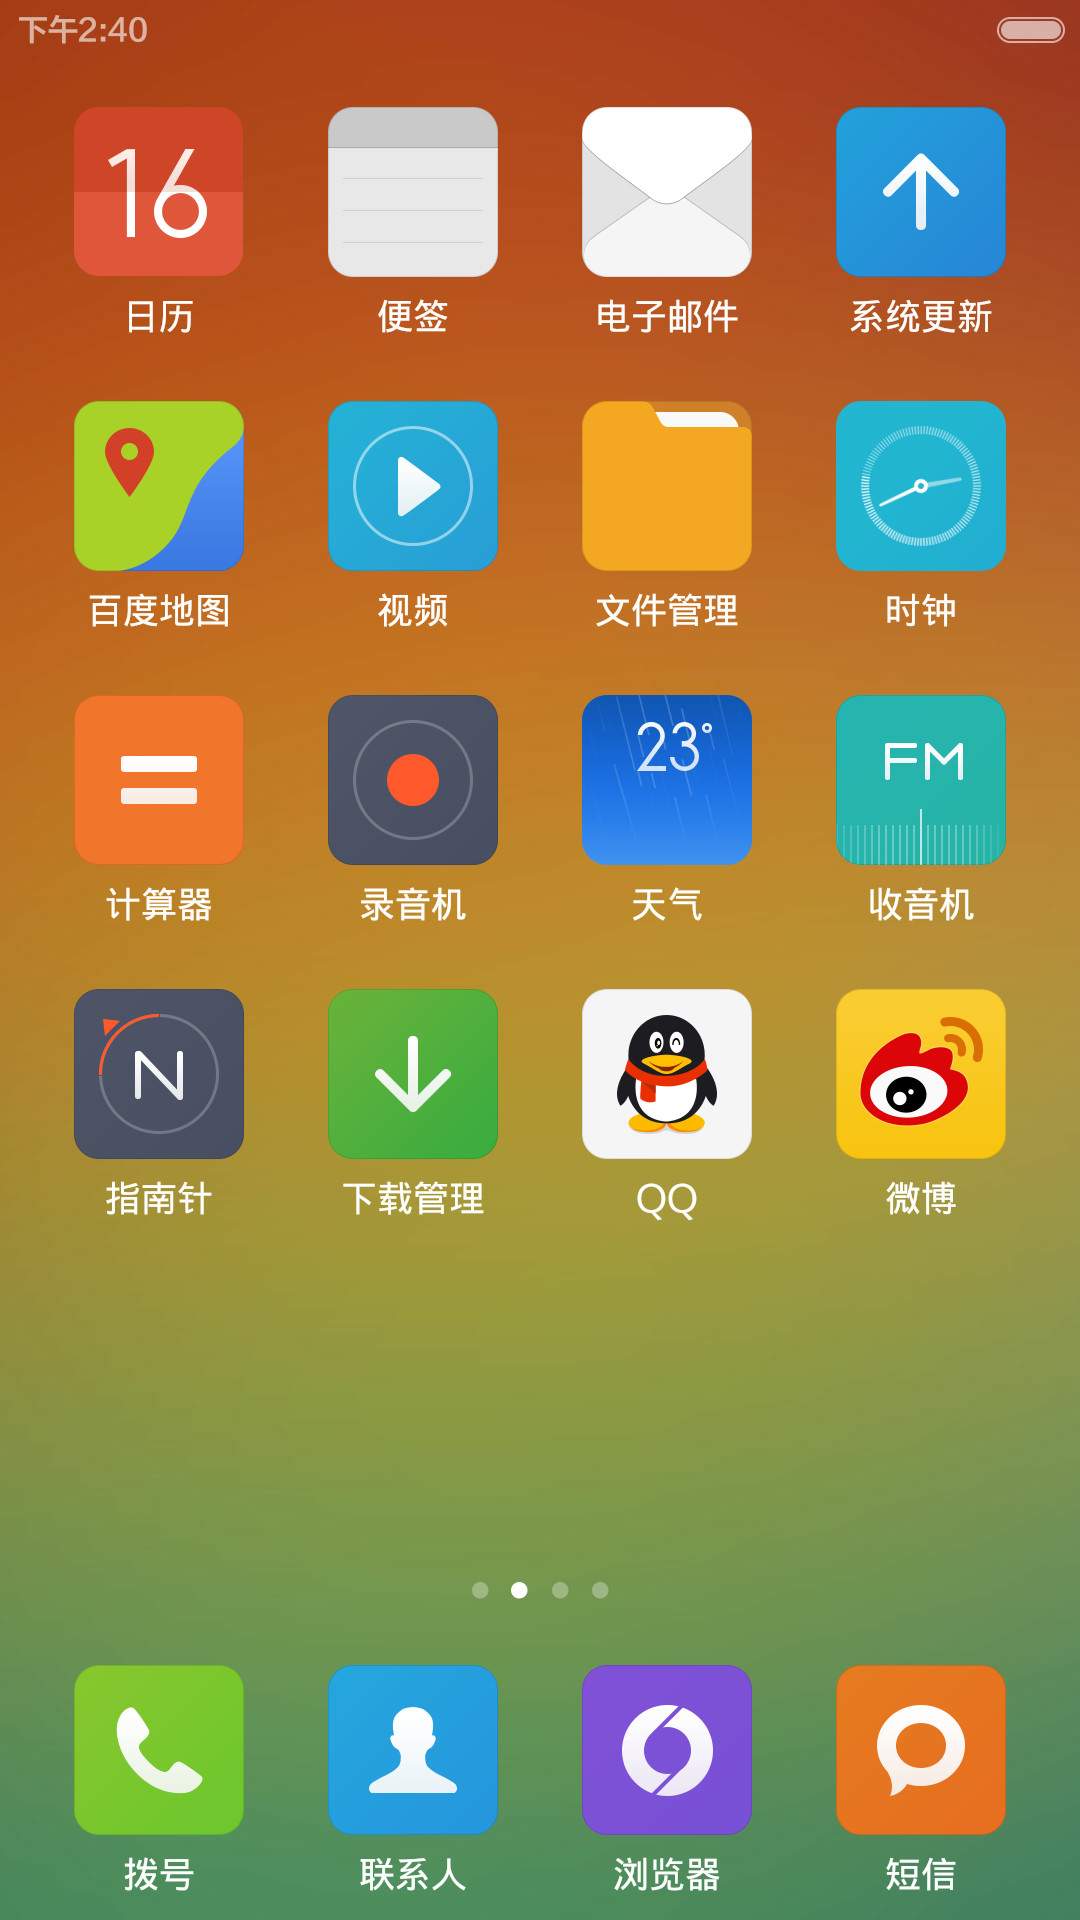 下午2:40
16
日历
便签
电子邮件
系统更新
百度地图
视频
文件管理
时钟
23°
FM
计算器
录音机
天气
收音机
N
指南针
下载管理
QQ
微博
拨号
联系人
浏览器
短信